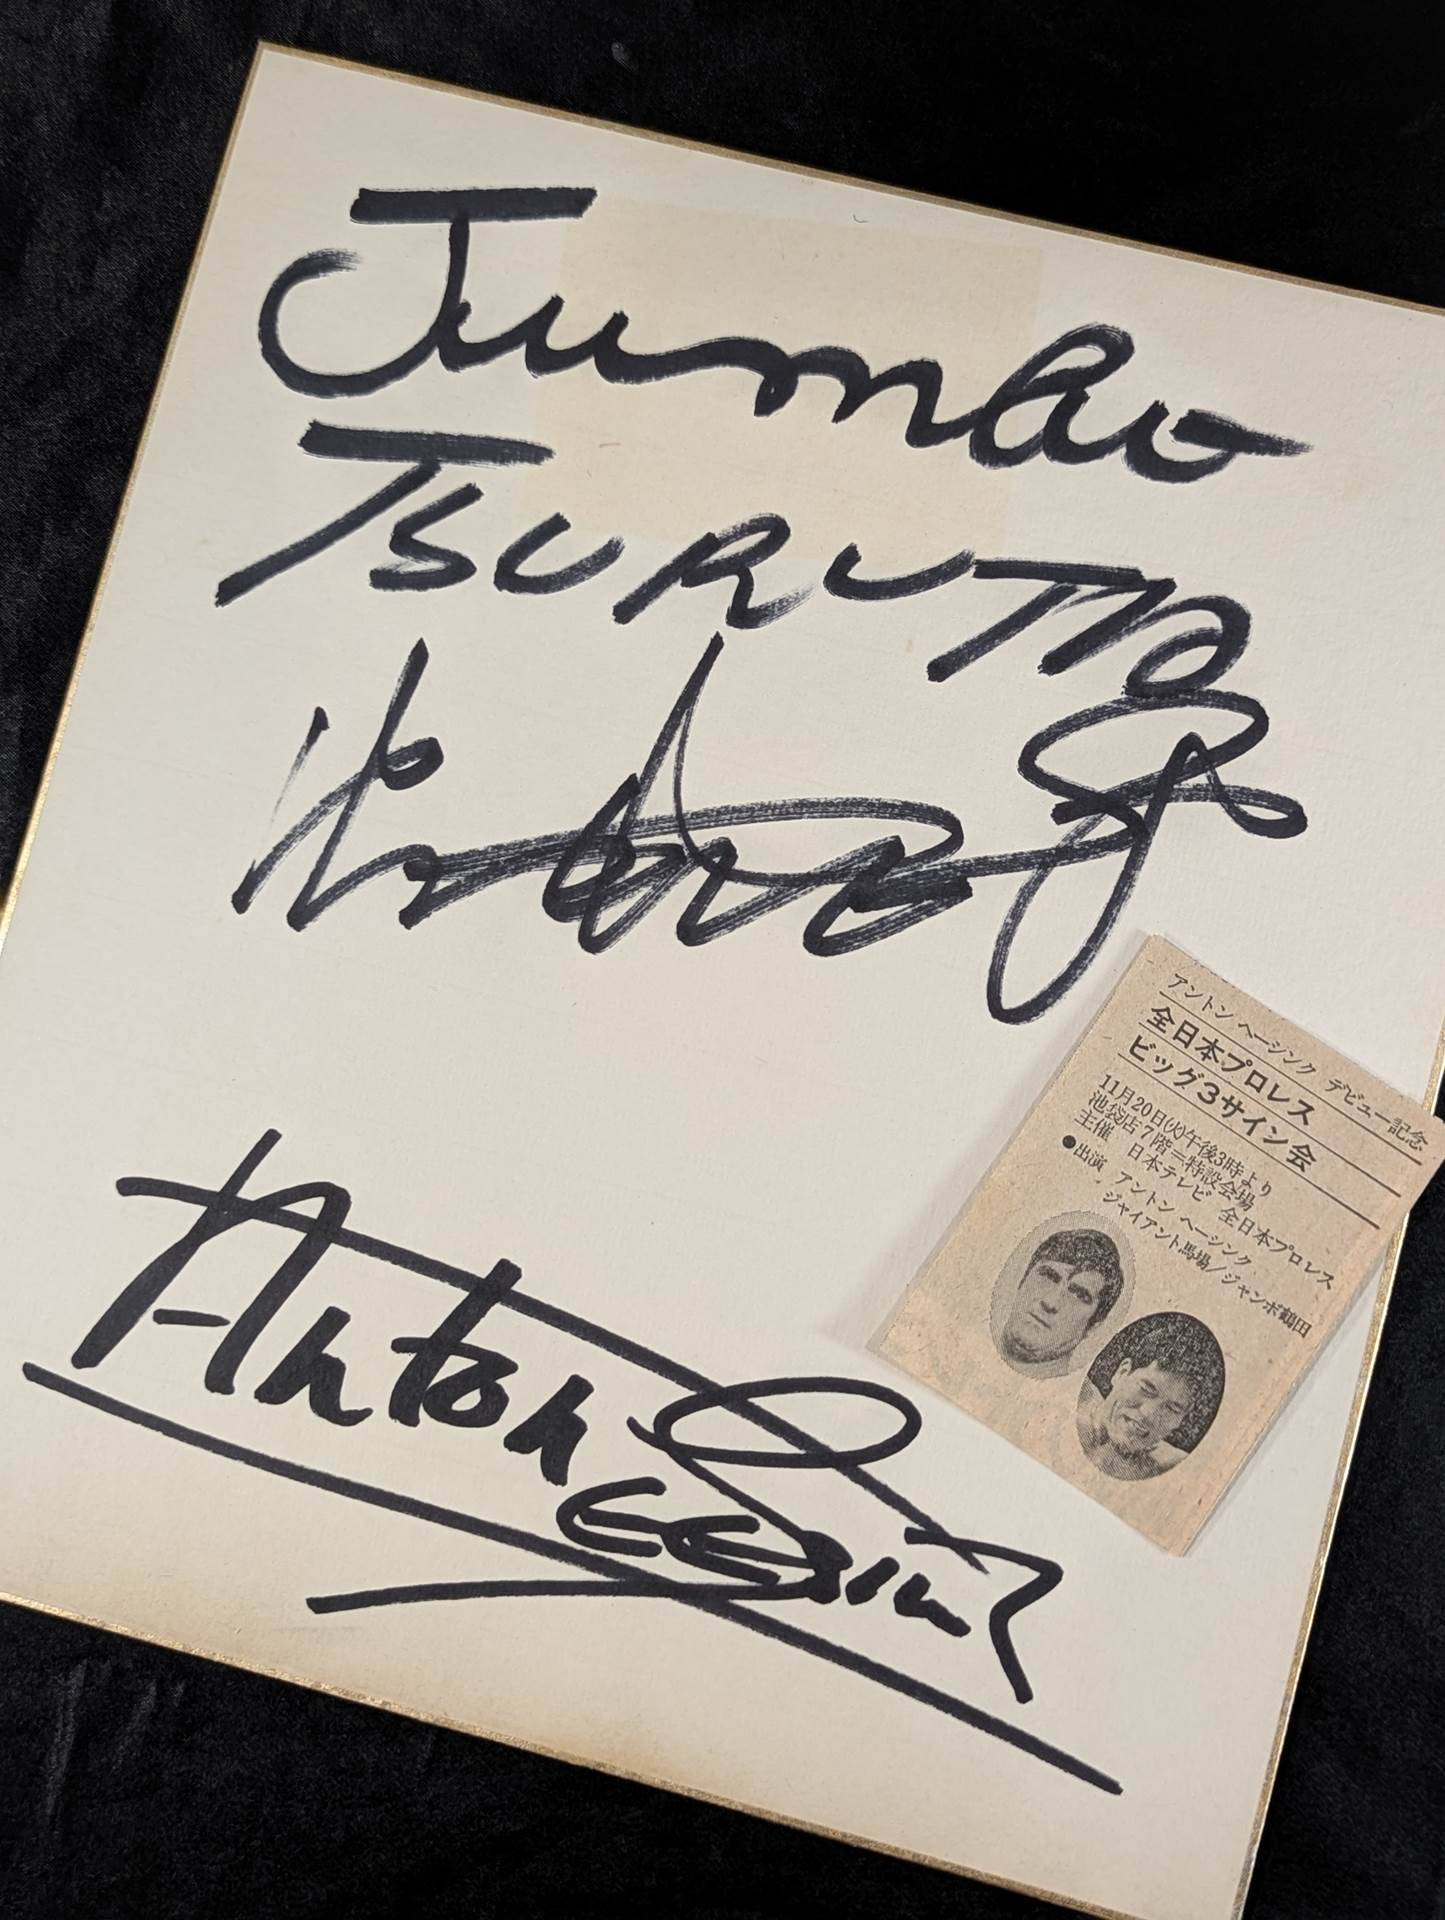 Jumbo
TSURUTA
Anton
Geesink
アントン ヘーシンク デビュー記念
全日本プロレス
ビッグ3サイン会
11月20日(火)午後3時より
池袋店7階=特設会場
主催 日本テレビ 全日本プロレス
●出演 アントン ヘーシンク
ジャイアント馬場/ジャンボ鶴田